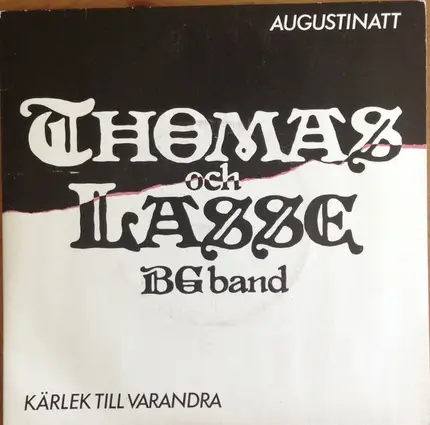 AUGUSTINATT
THOMAS
och
LASSE
BG band
KÄRLEK TILL VARANDRA